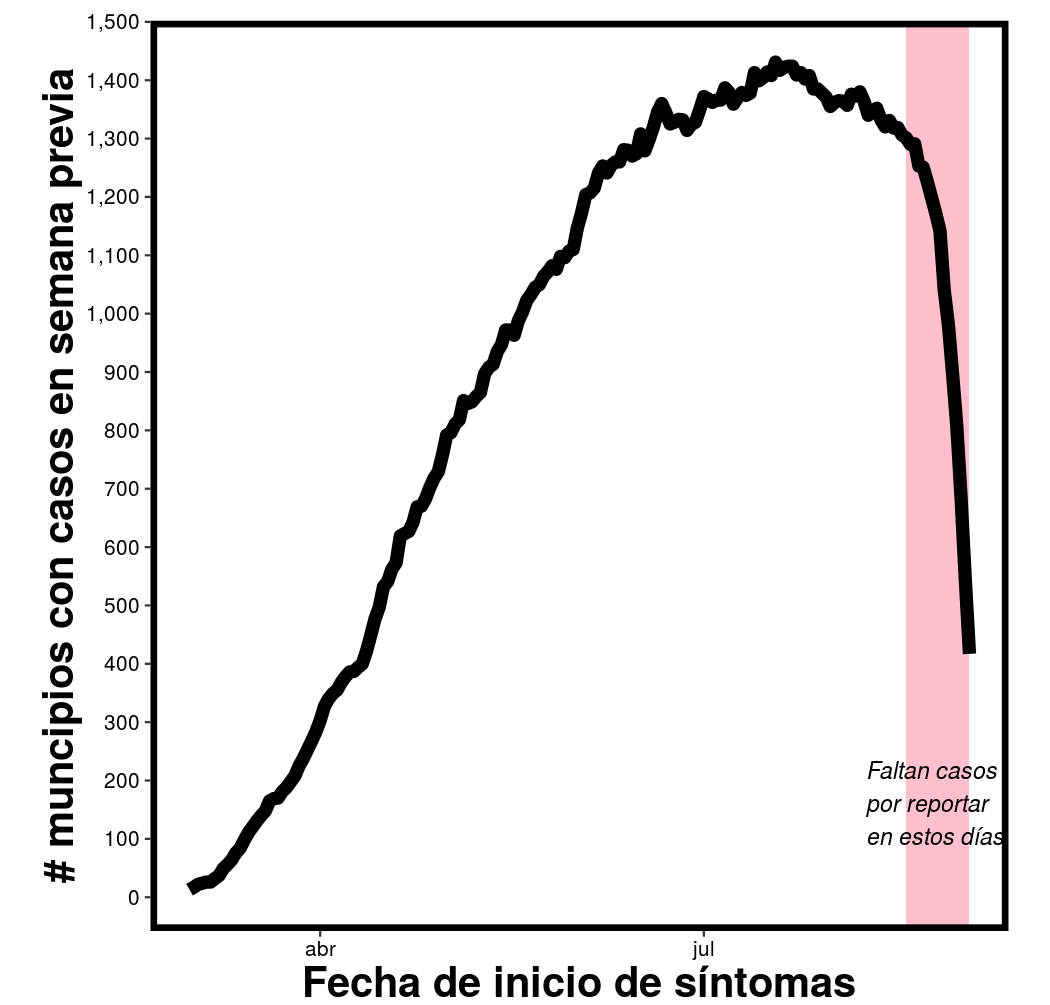 # muncipios con casos en semana previa
1,500
1,400
1,300
1,200
1,100
1,000
900
800
700
600
500
400
300
200
100
0
Faltan casos
por reportar
en estos días
abr
jul
Fecha de inicio de síntomas